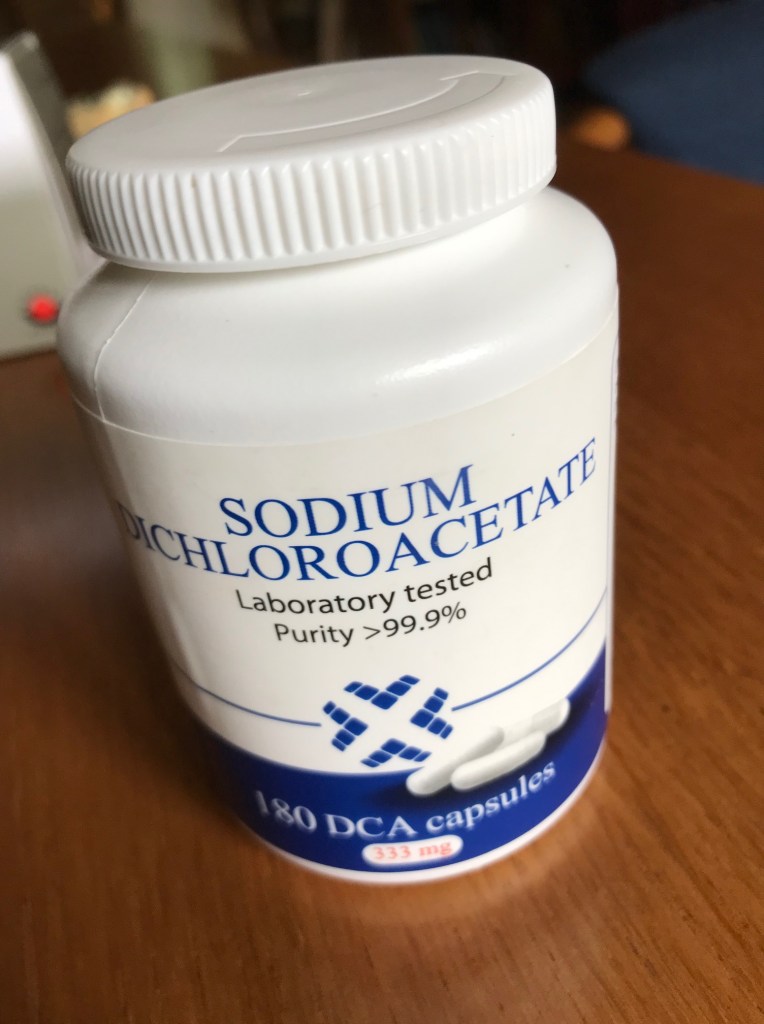 SODIUM
DICHLOROACETATE
Laboratory tested
Purity >99.9%
180 DCA capsules
333 mg